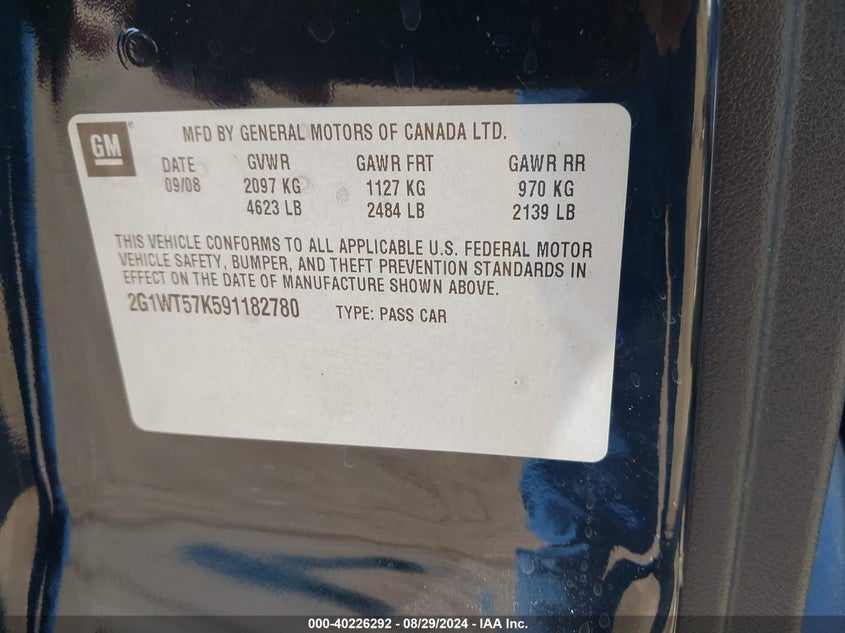 GM
MFD BY GENERAL MOTORS OF CANADA LTD.
DATE GVWR GAWR FRT GAWR RR
09/08 2097 KG 1127 KG 970 KG
4623 LB 2484 LB 2139 LB
THIS VEHICLE CONFORMS TO ALL APPLICABLE U.S. FEDERAL MOTOR
VEHICLE SAFETY, BUMPER, AND THEFT PREVENTION STANDARDS IN
EFFECT ON THE DATE OF MANUFACTURE SHOWN ABOVE.
2G1WT57K591182780 TYPE: PASS CAR
000-40226292 - 08/29/2024 - IAA Inc.